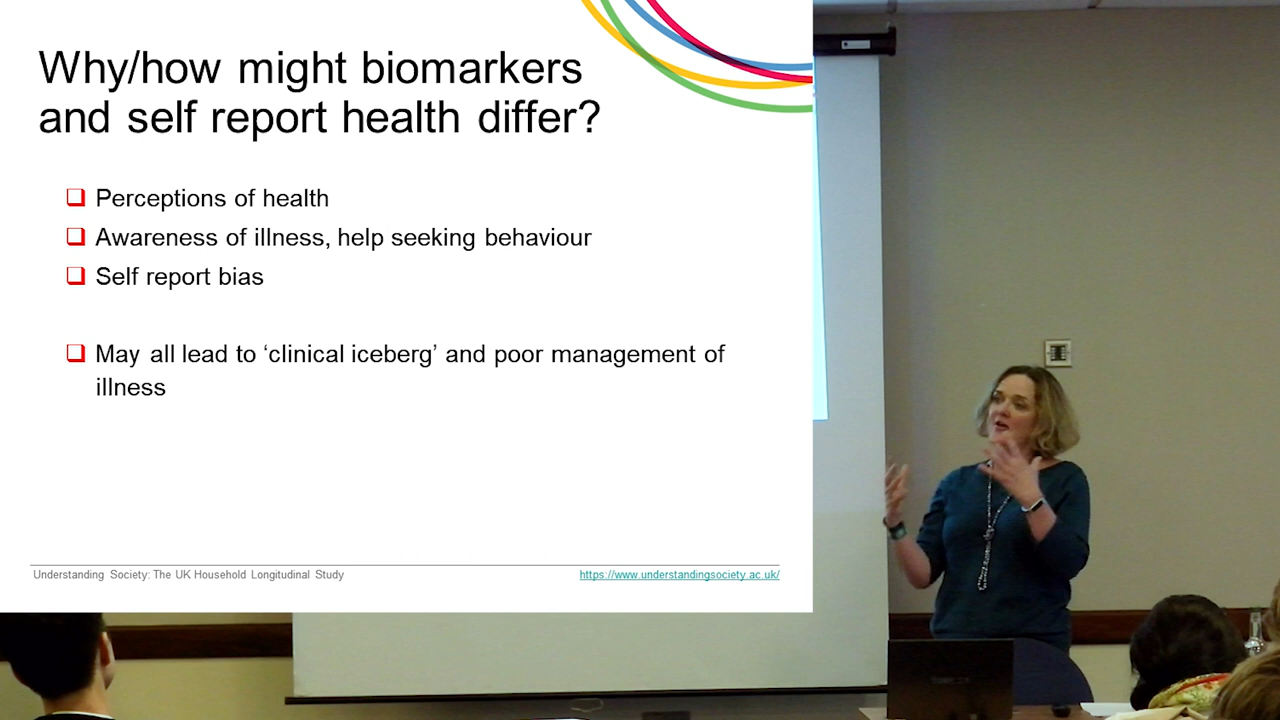 Why/how might biomarkers
and self report health differ?
Perceptions of health
Awareness of illness, help seeking behaviour
Self report bias
May all lead to ‘clinical iceberg’ and poor management of
illness
Understanding Society: The UK Household Longitudinal Study
https://www.understandingsociety.ac.uk/